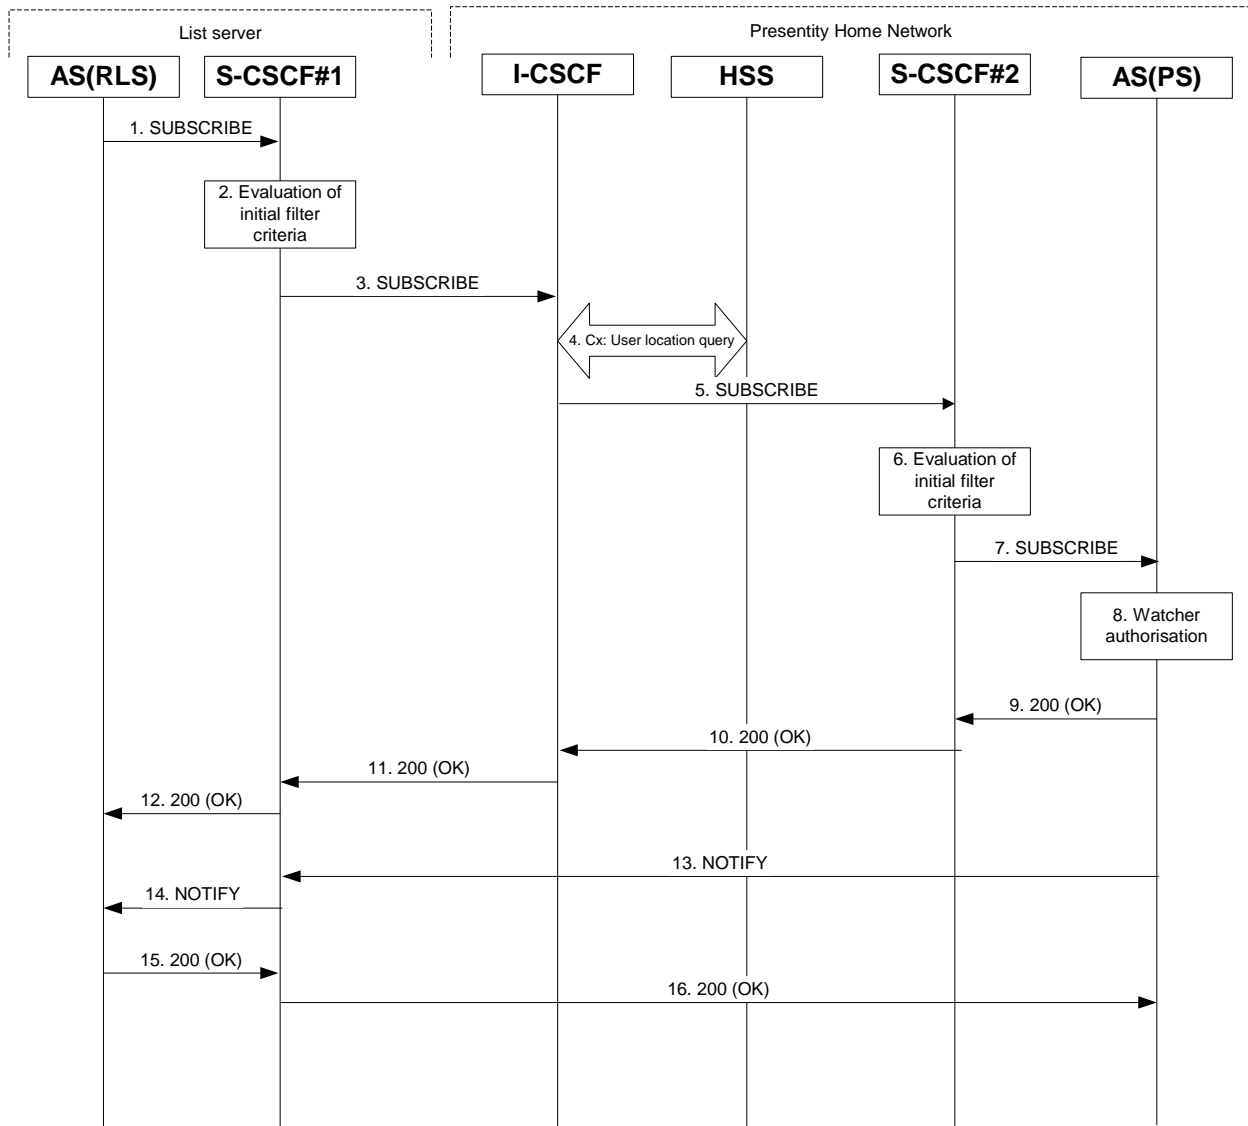 List server
Presentity Home Network
AS(RLS)
S-CSCF#1
I-CSCF
HSS
S-CSCF#2
AS(PS)
1. SUBSCRIBE
2. Evaluation of
initial filter
criteria
3. SUBSCRIBE
4. Cx: User location query
5. SUBSCRIBE
6. Evaluation of
initial filter
criteria
7. SUBSCRIBE
8. Watcher
authorisation
9. 200 (OK)
10. 200 (OK)
11. 200 (OK)
12. 200 (OK)
13. NOTIFY
14. NOTIFY
15. 200 (OK)
16. 200 (OK)